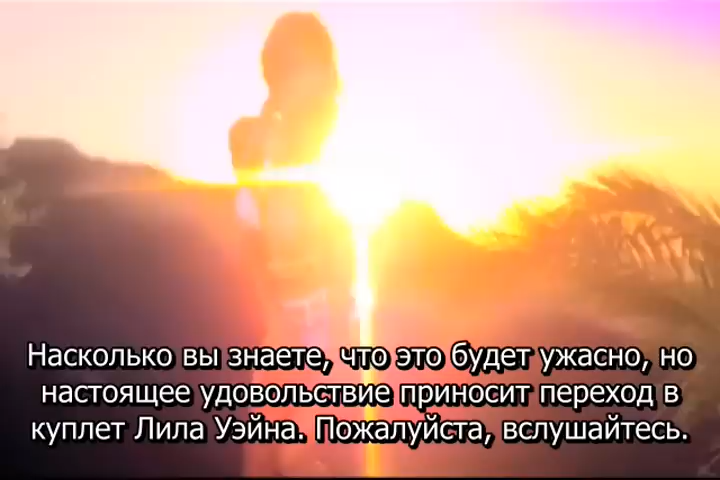 Насколько вы знаете, что это будет ужасно, но
настоящее удовольствие приносит переход в
куплет Лила Уэйна. Пожалуйста, вслушайтесь.